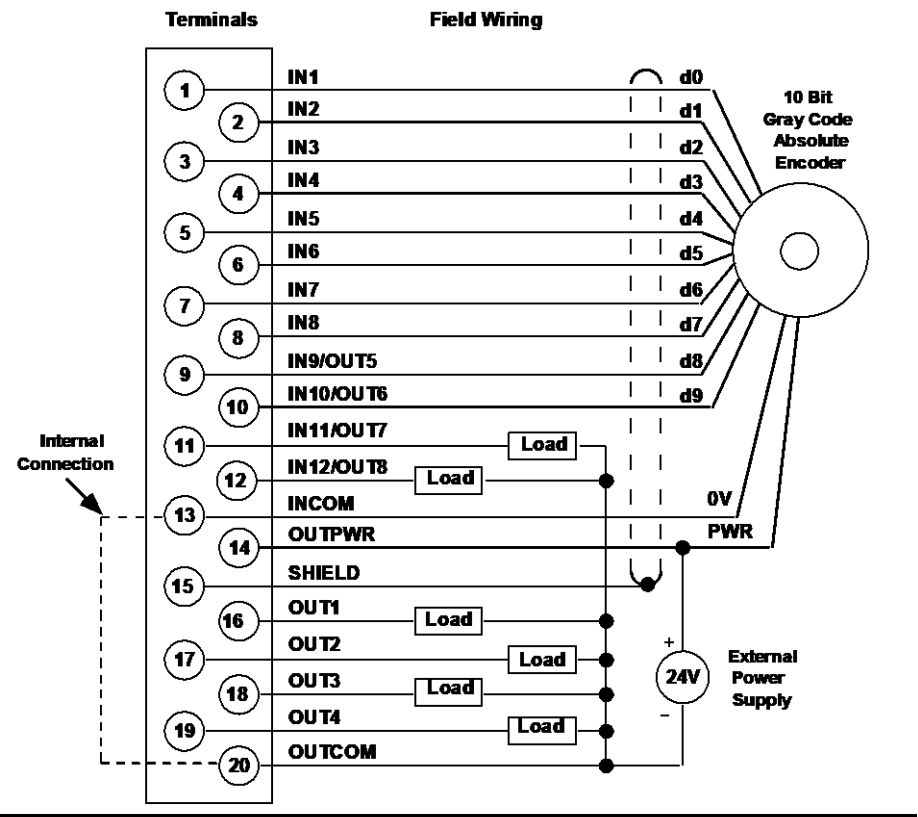 Terminals Field Wiring
1 IN1 d0
2 IN2 d1
3 IN3 d2
4 IN4 d3
5 IN5 d4
6 IN6 d5
7 IN7 d6
8 IN8 d7
9 IN9/OUT5 d8
10 IN10/OUT6 d9
10 Bit
Gray Code
Absolute
Encoder
11 IN11/OUT7 Load
12 IN12/OUT8 Load
Internal
Connection
13 INCOM 0V
14 OUTPWR PWR
15 SHIELD
16 OUT1 Load
17 OUT2 Load
18 OUT3 Load
19 OUT4 Load
20 OUTCOM
+
24V
−
External
Power
Supply